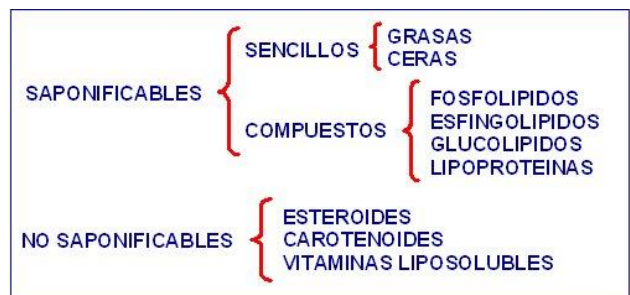 SAPONIFICABLES
SENCILLOS
GRASAS
CERAS
COMPUESTOS
FOSFOLIPIDOS
ESFINGOLIPIDOS
GLUCOLIPIDOS
LIPOPROTEINAS
NO SAPONIFICABLES
ESTEROIDES
CAROTENOIDES
VITAMINAS LIPOSOLUBLES